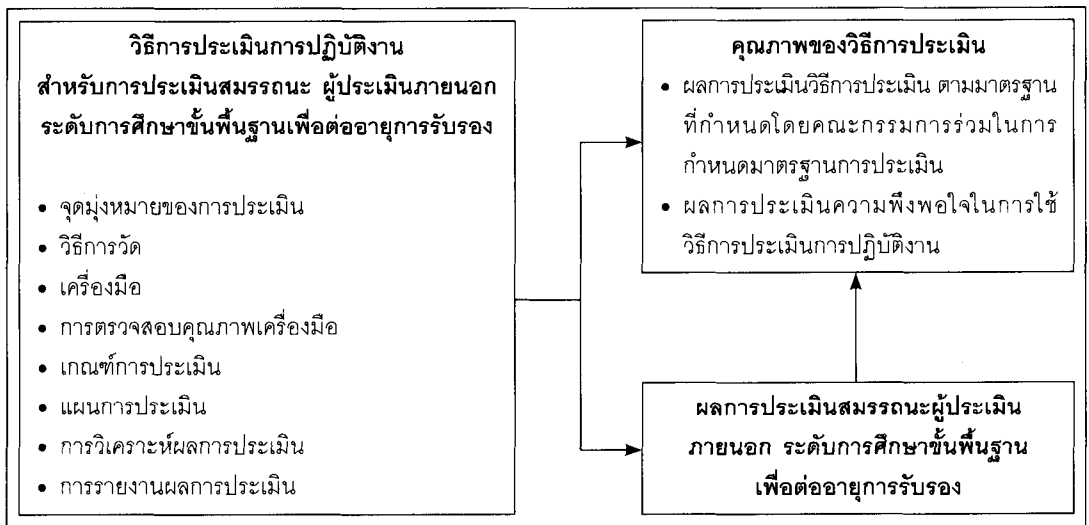 วิธีการประเมินการปฏิบัติงาน
สำหรับการประเมินสมรรถนะ ผู้ประเมินภายนอก
ระดับการศึกษาขั้นพื้นฐานเพื่อต่ออายุการรับรอง
• จุดมุ่งหมายของการประเมิน
• วิธีการวัด
• เครื่องมือ
• การตรวจสอบคุณภาพเครื่องมือ
• เกณฑ์การประเมิน
• แผนการประเมิน
• การวิเคราะห์ผลการประเมิน
• การรายงานผลการประเมิน
คุณภาพของวิธีการประเมิน
• ผลการประเมินวิธีการประเมิน ตามมาตรฐาน
ที่กำหนดโดยคณะกรรมการร่วมในการ
กำหนดมาตรฐานการประเมิน
• ผลการประเมินความพึงพอใจในการใช้
วิธีการประเมินการปฏิบัติงาน
ผลการประเมินสมรรถนะผู้ประเมิน
ภายนอก ระดับการศึกษาขั้นพื้นฐาน
เพื่อต่ออายุการรับรอง